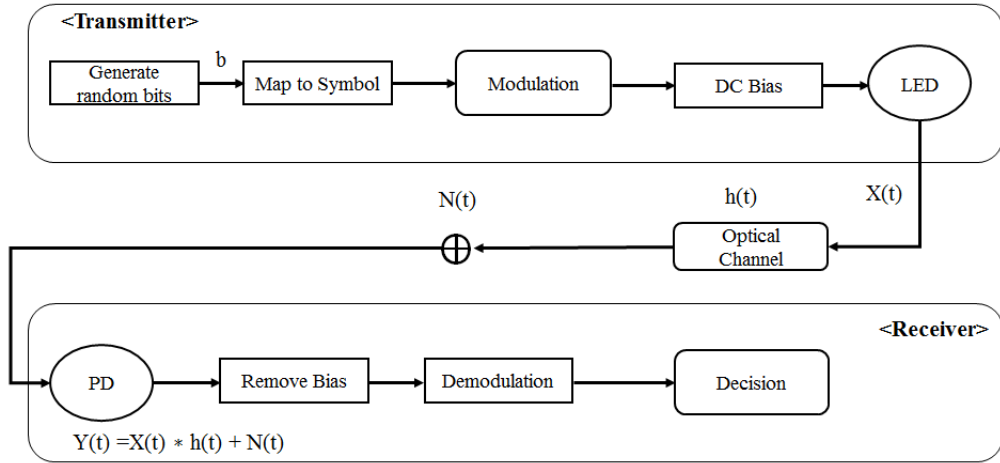 <Transmitter>
b
Generate
random bits
Map to Symbol
Modulation
DC Bias
LED
X(t)
h(t)
N(t)
Optical
Channel
<Receiver>
PD
Remove Bias
Demodulation
Decision
Y(t) =X(t) * h(t) + N(t)